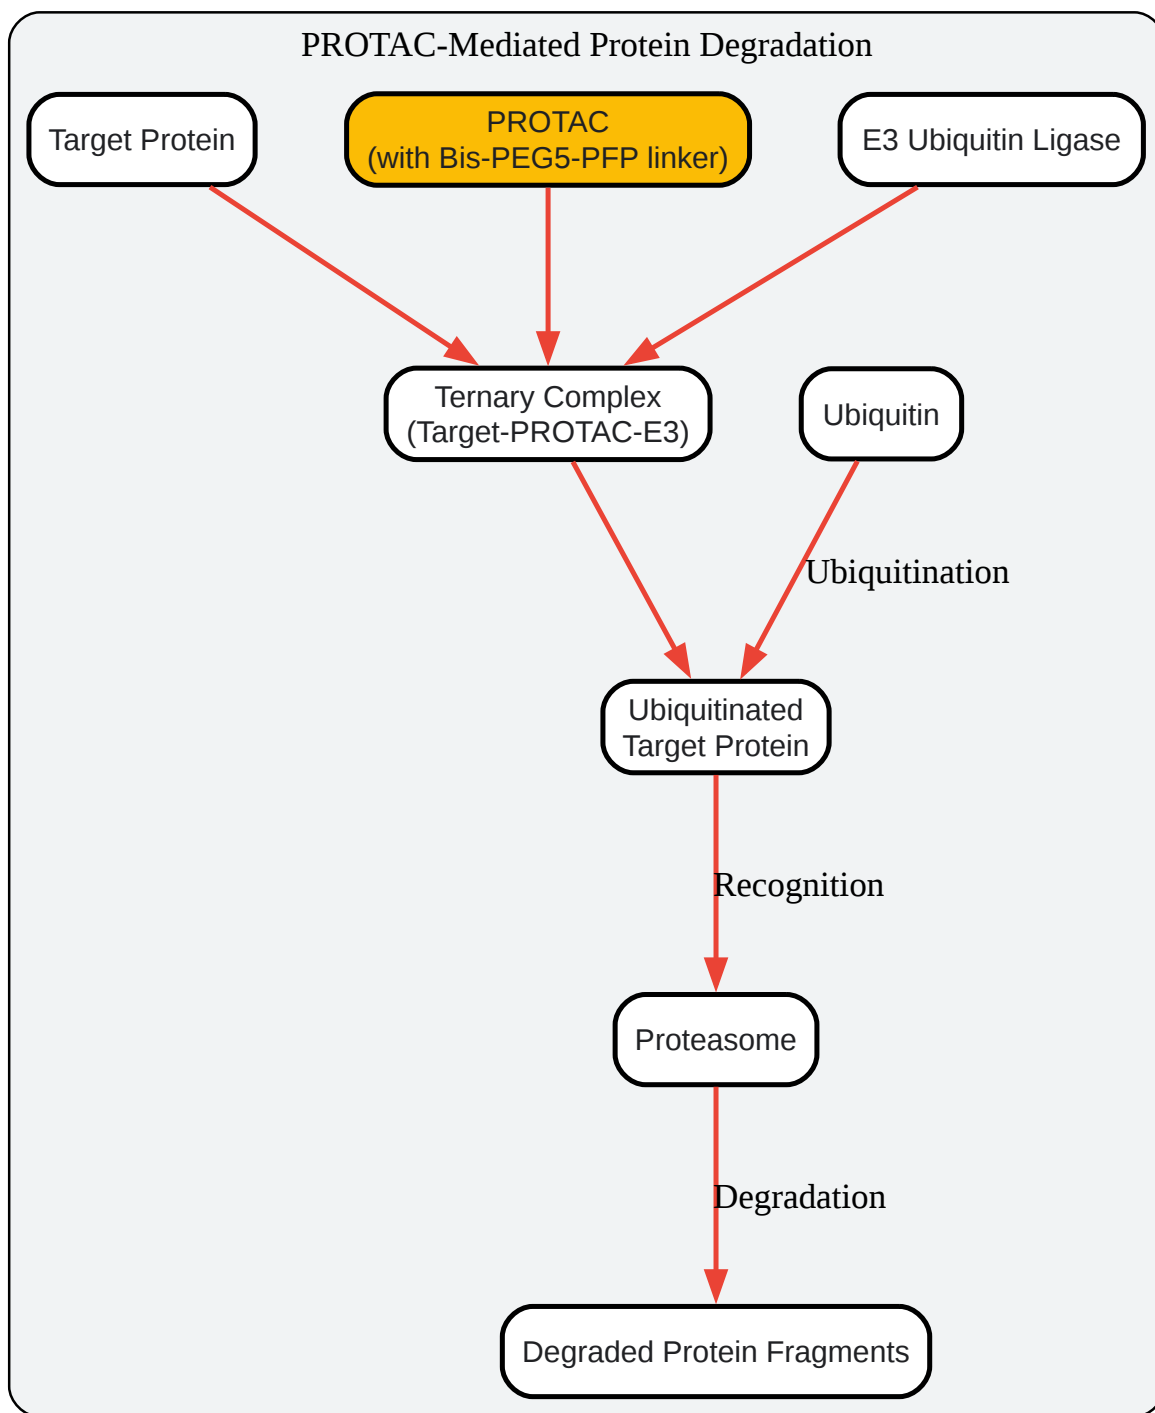 PROTAC-Mediated Protein Degradation
Target Protein
PROTAC
(with Bis-PEG5-PFP linker)
E3 Ubiquitin Ligase
Ternary Complex
(Target-PROTAC-E3)
Ubiquitin
Ubiquitination
Ubiquitinated
Target Protein
Recognition
Proteasome
Degradation
Degraded Protein Fragments